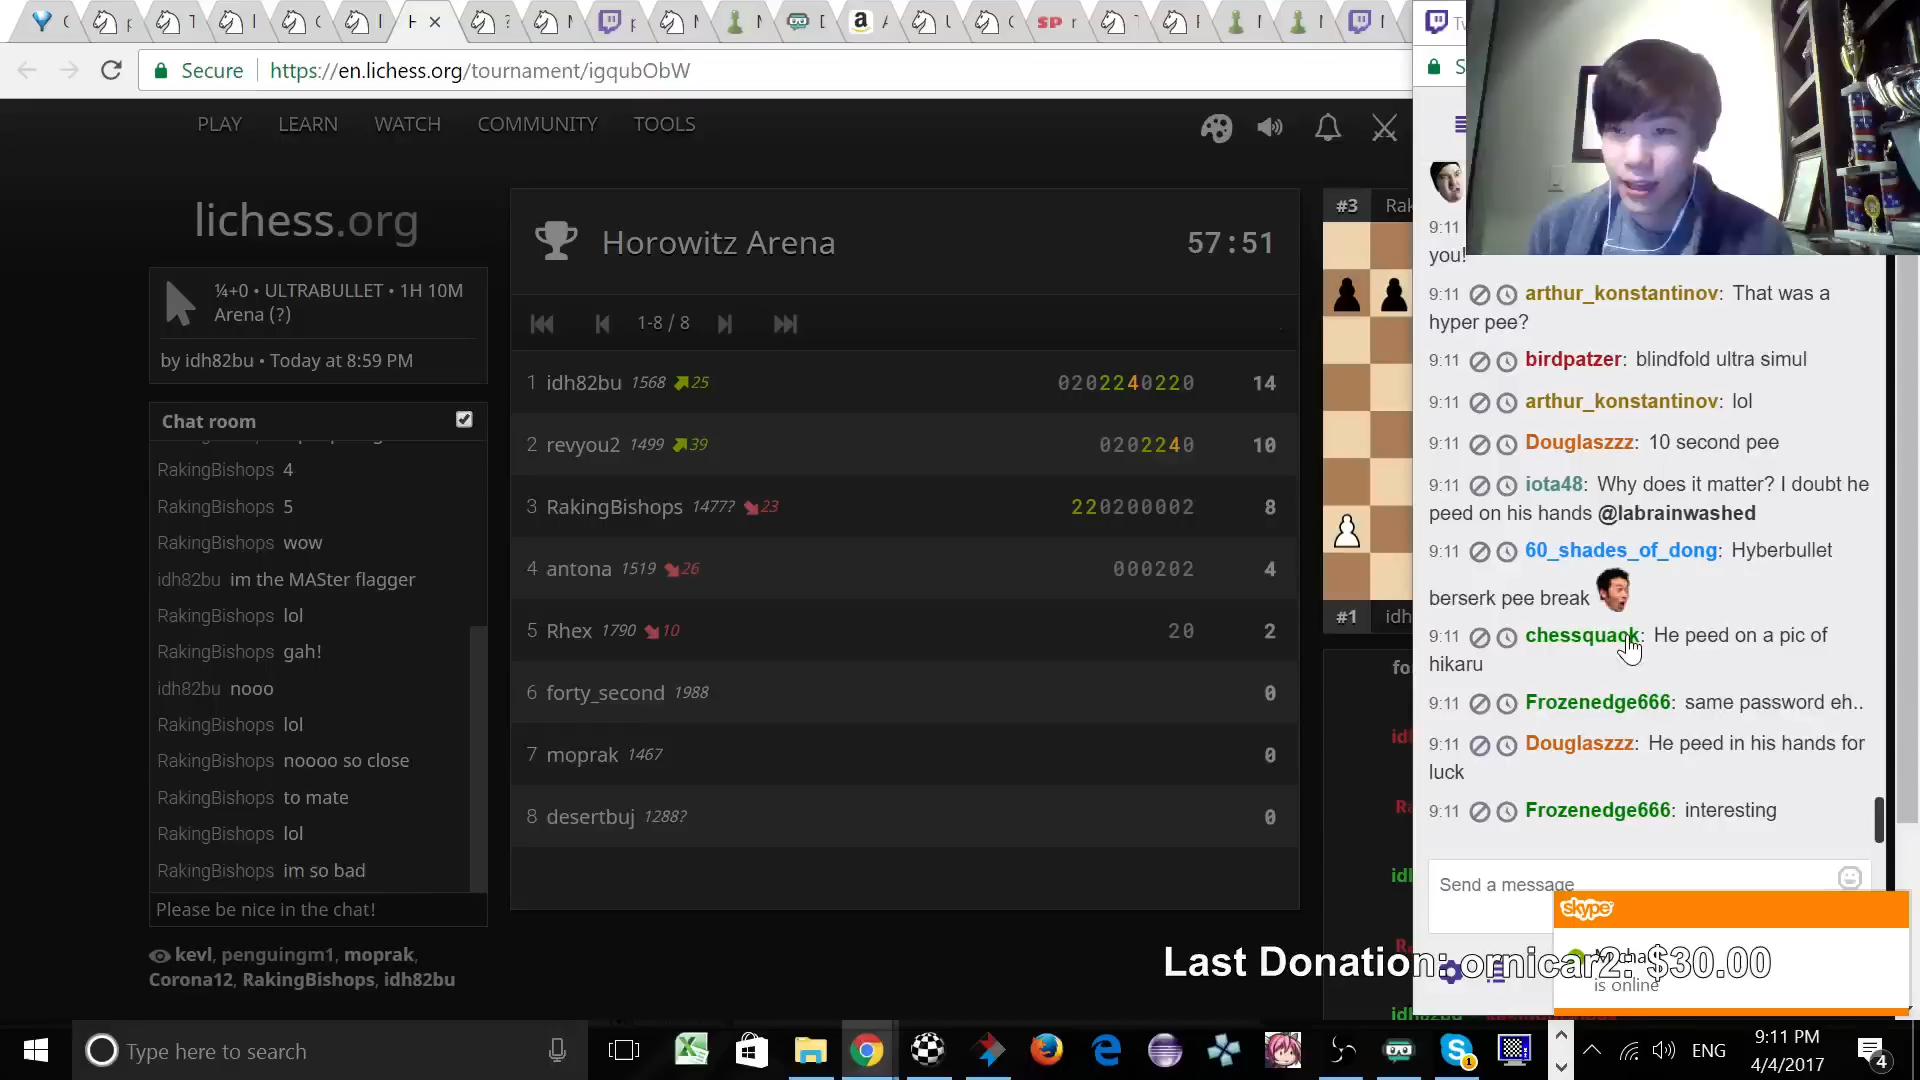 Secure https://en.lichess.org/tournament/igqubObW
PLAY LEARN WATCH COMMUNITY TOOLS
lichess.org
¼+0 • ULTRABULLET • 1H 10M
Arena (?)
by idh82bu • Today at 8:59 PM
Chat room
RakingBishops 4
RakingBishops 5
RakingBishops wow
idh82bu im the MASter flagger
RakingBishops lol
RakingBishops gah!
idh82bu nooo
RakingBishops lol
RakingBishops noooo so close
RakingBishops to mate
RakingBishops lol
RakingBishops im so bad
Please be nice in the chat!
kevl, penguingm1, moprak,
Corona12, RakingBishops, idh82bu
Horowitz Arena 57:51
1-8 / 8
1 idh82bu 1568 25 0202240220 14
2 revyou2 1499 39 0202240 10
3 RakingBishops 1477? 23 220200002 8
4 antona 1519 26 000202 4
5 Rhex 1790 10 20 2
6 forty_second 1988 0
7 moprak 1467 0
8 desertbuj 1288? 0
#3 Rak
#1 idh
9:11
you!
9:11 arthur_konstantinov: That was a
hyper pee?
9:11 birdpatzer: blindfold ultra simul
9:11 arthur_konstantinov: lol
9:11 Douglaszzz: 10 second pee
9:11 iota48: Why does it matter? I doubt he
peed on his hands @labrainwashed
9:11 60_shades_of_dong: Hyberbullet
berserk pee break
9:11 chessquack: He peed on a pic of
hikaru
9:11 Frozenedge666: same password eh..
9:11 Douglaszzz: He peed in his hands for
luck
9:11 Frozenedge666: interesting
Send a message
skype
is online
Last Donation: ornicar2: $30.00
Type here to search
ENG
9:11 PM
4/4/2017
4